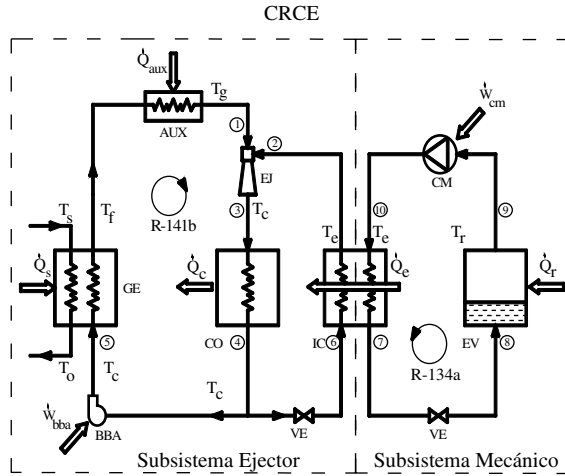 CRCE
Q̇aux
Tg
AUX
Ẇcm
1
2
EJ
CM
3
Tc
10
9
R-141b
Ts
Tf
Te
Te
Tr
Q̇s
GE
Q̇c
Q̇e
Q̇r
To
5
Tc
CO
4
IC
6
7
EV
8
R-134a
Tc
Ẇbba
BBA
VE
VE
Subsistema Ejector
Subsistema Mecánico